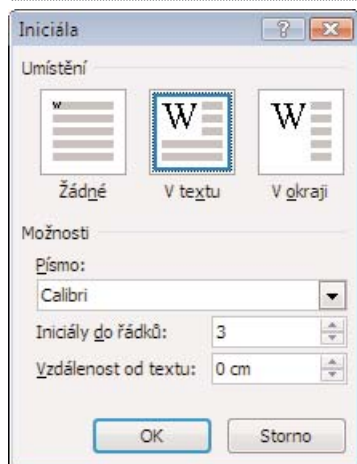 Iniciála
Umístění
W W W
Žádné V textu V okraji
Možnosti
Písmo:
Calibri
Iniciály do řádků: 3
Vzdálenost od textu: 0 cm
OK Storno